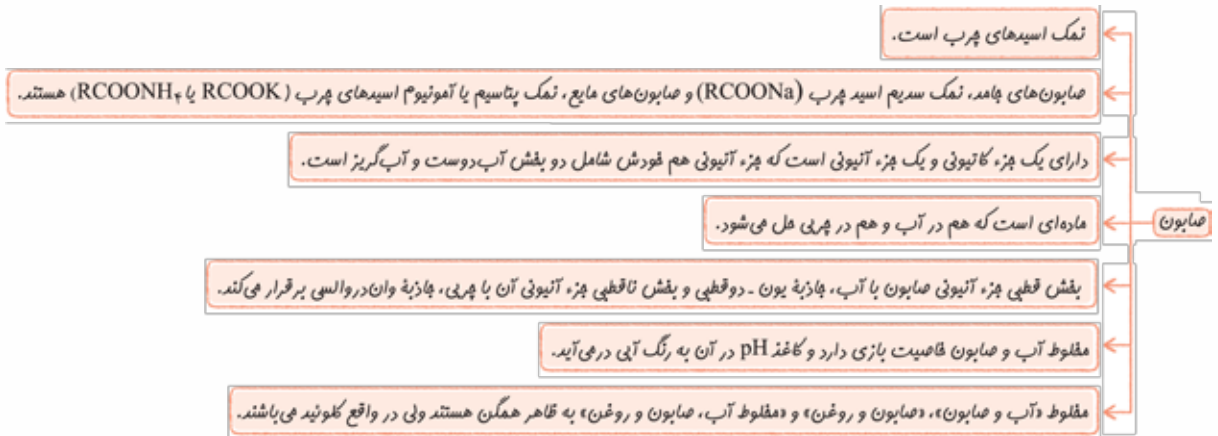 نمک اسیدهای چرب است.
صابون‌های جامد، نمک سدیم اسید چرب (RCOONa) و صابون‌های مایع، نمک پتاسیم یا آمونیوم اسیدهای چرب (RCOOK یا RCOONH۴) هستند.
دارای یک جزء کاتیونی و یک جزء آنیونی است که جزء آنیونی هم خودش شامل دو بخش آب‌دوست و آب‌گریز است.
صابون
ماده‌ای است که هم در آب و هم در چربی حل می‌شود.
بخش قطبی جزء آنیونی صابون با آب، جاذبهٔ یون ـ دوقطبی و بخش ناقطبی جزء آنیونی آن با چربی، جاذبهٔ وان‌دروالسی برقرار می‌کند.
مخلوط آب و صابون خاصیت بازی دارد و کاغذ pH در آن به رنگ آبی درمی‌آید.
مخلوط «آب و صابون»، «صابون و روغن» و «مخلوط آب، صابون و روغن» به ظاهر همگن هستند ولی در واقع کلوئید می‌باشند.